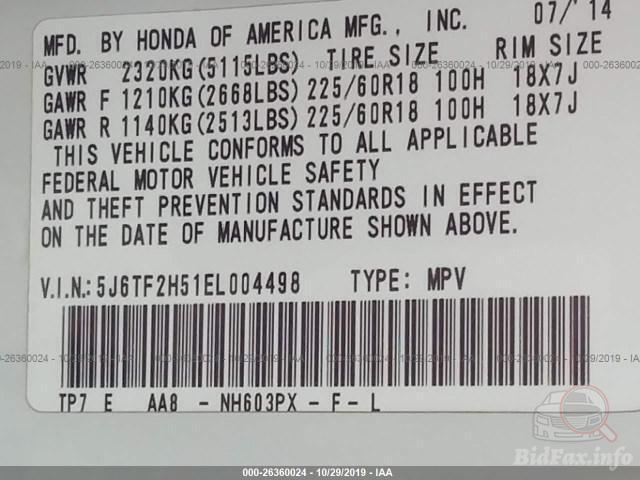 MFD. BY HONDA OF AMERICA MFG., INC. 07/'14
GVWR 2320KG(5115LBS) TIRE SIZE RIM SIZE
GAWR F 1210KG(2668LBS) 225/60R18 100H 18X7J
GAWR R 1140KG(2513LBS) 225/60R18 100H 18X7J
THIS VEHICLE CONFORMS TO ALL APPLICABLE
FEDERAL MOTOR VEHICLE SAFETY
AND THEFT PREVENTION STANDARDS IN EFFECT
ON THE DATE OF MANUFACTURE SHOWN ABOVE.
V.I.N.: 5J6TF2H51EL004498 TYPE: MPV
TP7 E AA8 - NH603PX - F - L
BidFax.info
000-26360024 - 10/29/2019 - IAA